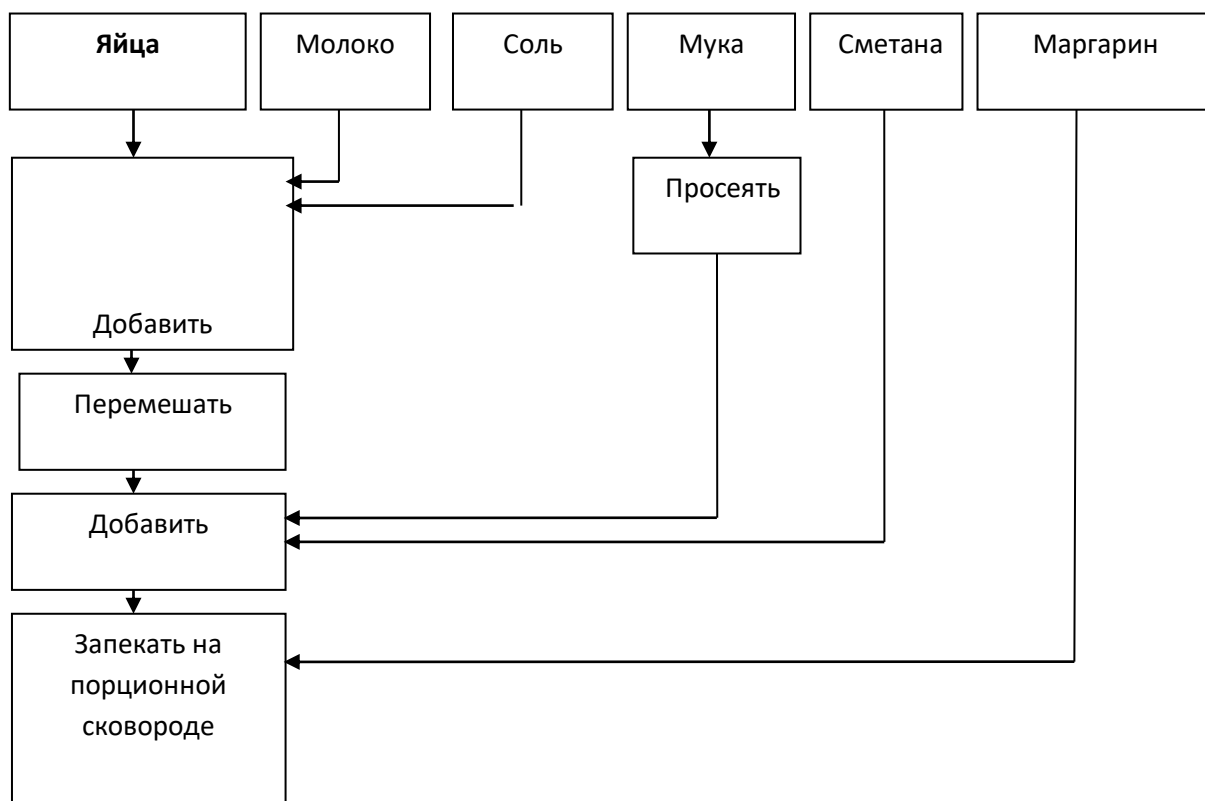 Яйца
Молоко
Соль
Мука
Сметана
Маргарин
Просеять
Добавить
Перемешать
Добавить
Запекать на
порционной
сковороде